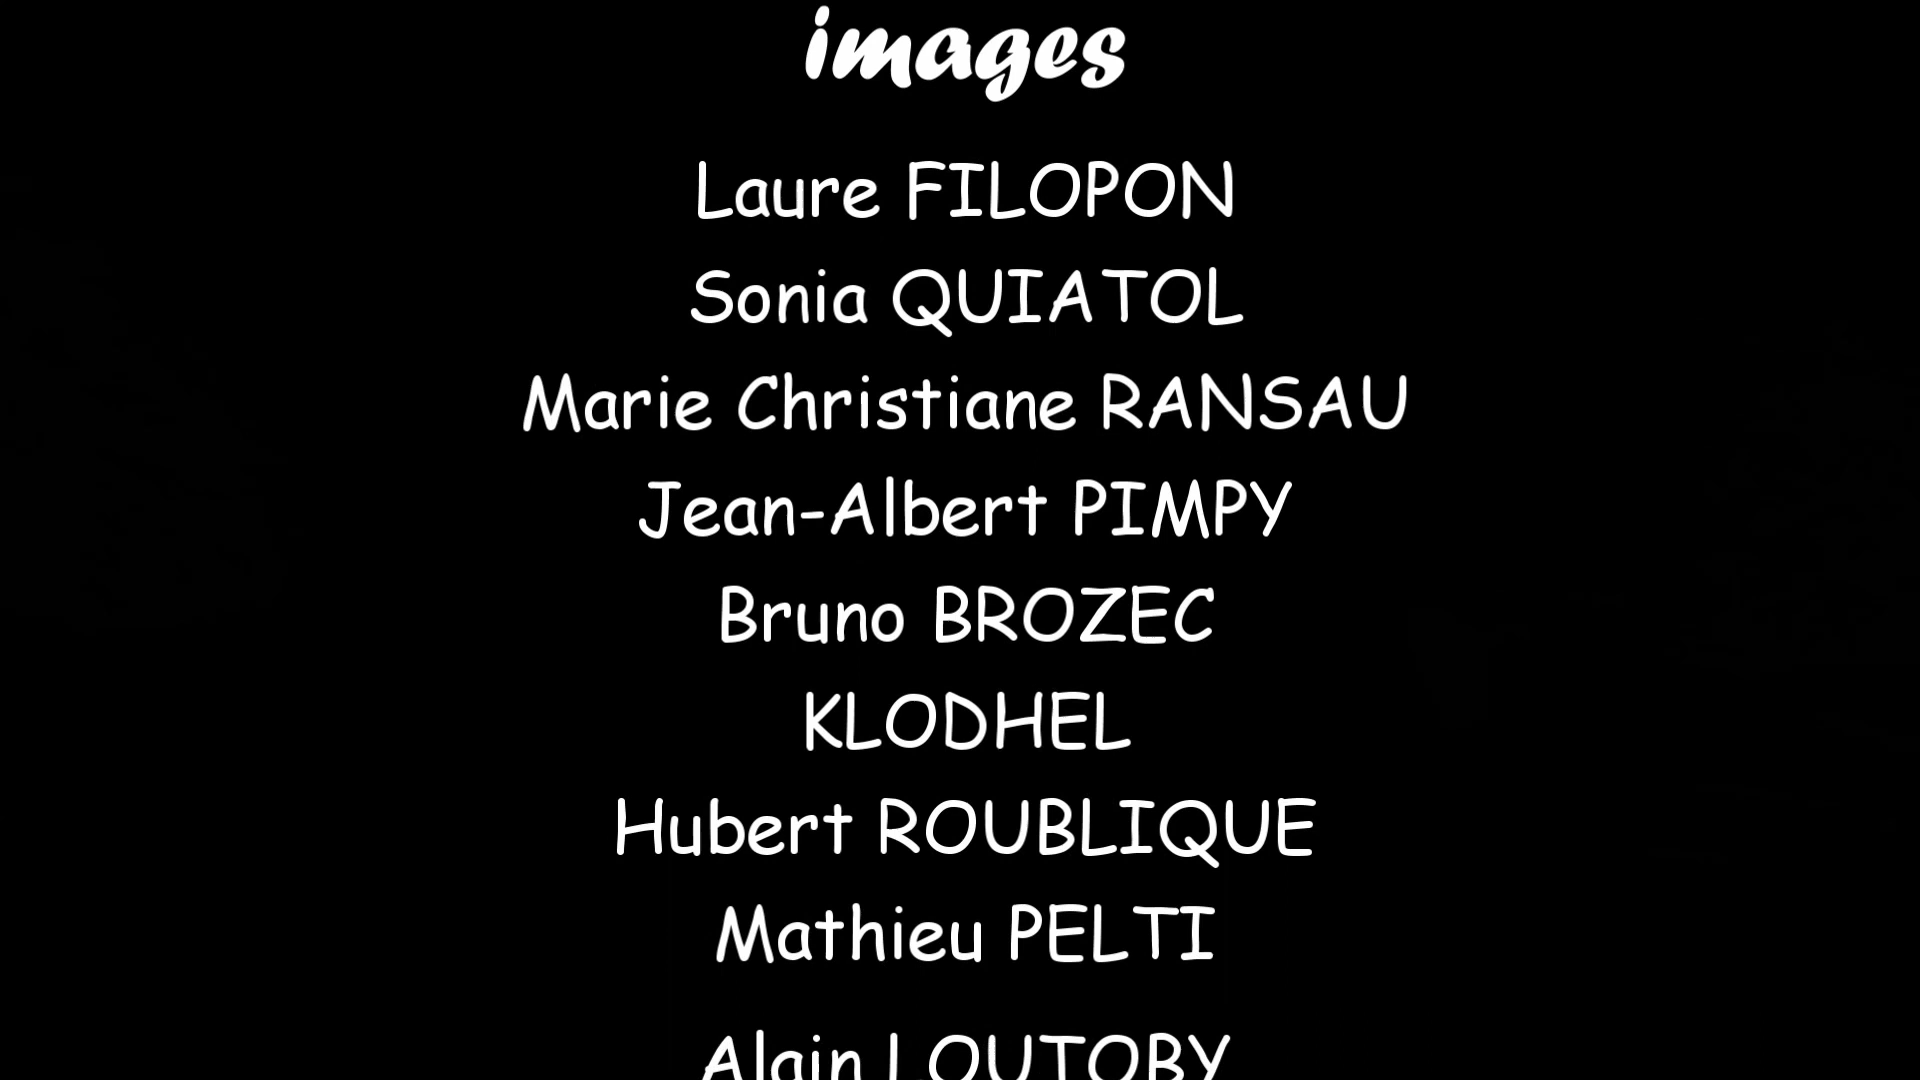 images
Laure FILOPON
Sonia QUIATOL
Marie Christiane RANSAU
Jean-Albert PIMPY
Bruno BROZEC
KLODHEL
Hubert ROUBLIQUE
Mathieu PELTI
Alain LOUTOBY